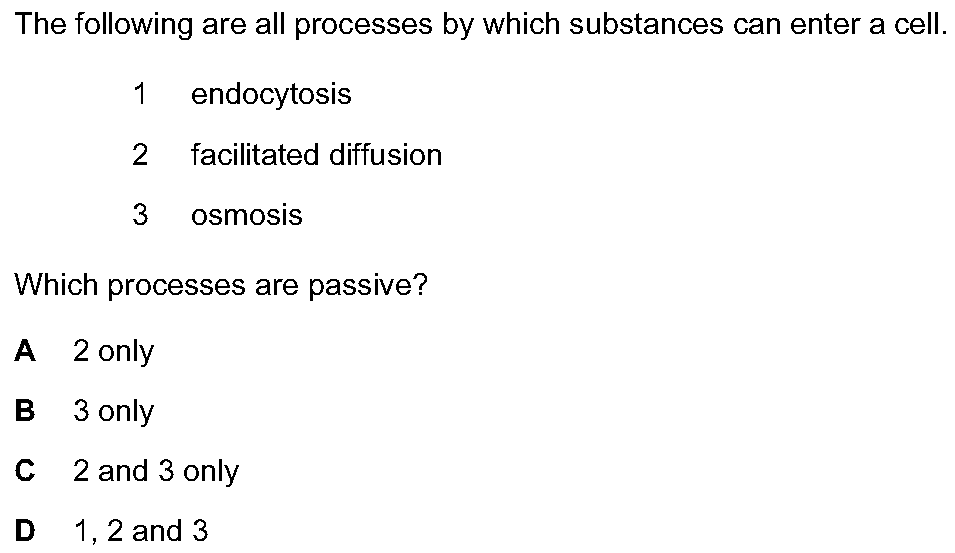 The following are all processes by which substances can enter a cell.
1 endocytosis
2 facilitated diffusion
3 osmosis
Which processes are passive?
A 2 only
B 3 only
C 2 and 3 only
D 1, 2 and 3